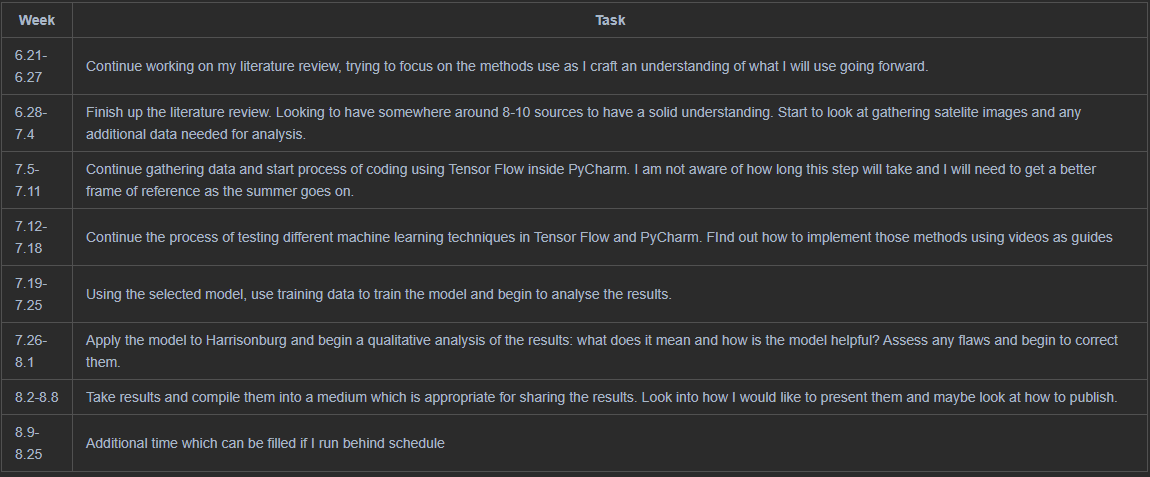 Week Task
6.21-
6.27
Continue working on my literature review, trying to focus on the methods use as I craft an understanding of what I will use going forward.
6.28-
7.4
Finish up the literature review. Looking to have somewhere around 8-10 sources to have a solid understanding. Start to look at gathering satelite images and any
additional data needed for analysis.
7.5-
7.11
Continue gathering data and start process of coding using Tensor Flow inside PyCharm. I am not aware of how long this step will take and I will need to get a better
frame of reference as the summer goes on.
7.12-
7.18
Continue the process of testing different machine learning techniques in Tensor Flow and PyCharm. FInd out how to implement those methods using videos as guides
7.19-
7.25
Using the selected model, use training data to train the model and begin to analyse the results.
7.26-
8.1
Apply the model to Harrisonburg and begin a qualitative analysis of the results: what does it mean and how is the model helpful? Assess any flaws and begin to correct
them.
8.2-8.8
Take results and compile them into a medium which is appropriate for sharing the results. Look into how I would like to present them and maybe look at how to publish.
8.9-
8.25
Additional time which can be filled if I run behind schedule